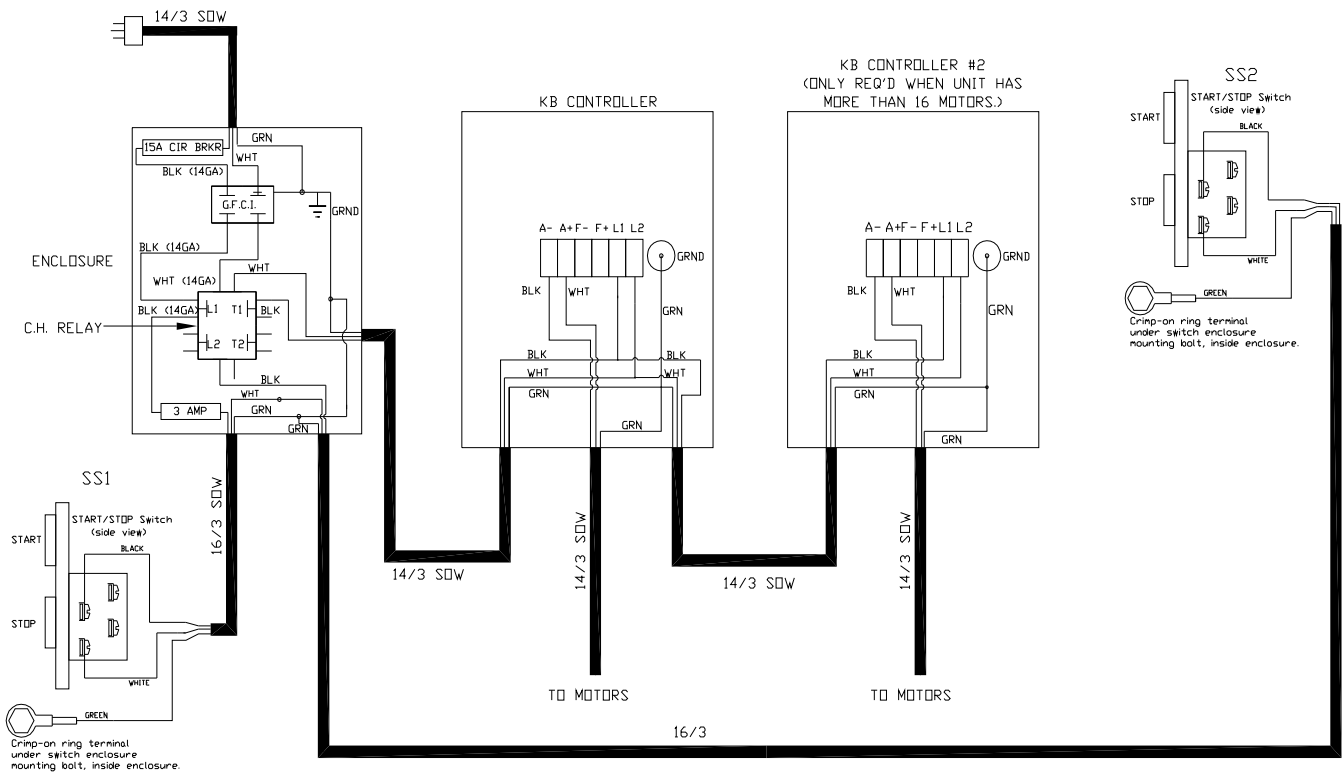 14/3 SOW
ENCLOSURE
C.H. RELAY
15A CIR BRKR
GRN
WHT
BLK (14GA)
G.F.C.I.
GRND
BLK (14GA)
WHT
WHT (14GA)
BLK (14GA)
L1
T1
BLK
L2
T2
BLK
WHT
3 AMP
GRN
GRN
KB CONTROLLER
A- A+ F- F+ L1 L2
GRND
BLK
WHT
GRN
BLK
BLK
WHT
WHT
GRN
GRN
KB CONTROLLER #2
(ONLY REQ'D WHEN UNIT HAS
MORE THAN 16 MOTORS.)
A- A+ F- F+ L1 L2
GRND
BLK
WHT
GRN
BLK
WHT
GRN
GRN
SS2
START/STOP Switch
(side view)
START
BLACK
STOP
WHITE
GREEN
Crimp-on ring terminal
under switch enclosure
mounting bolt, inside enclosure.
SS1
START/STOP Switch
(side view)
START
BLACK
STOP
WHITE
GREEN
Crimp-on ring terminal
under switch enclosure
mounting bolt, inside enclosure.
16/3 SOW
14/3 SOW
14/3 SOW
14/3 SOW
14/3 SOW
TO MOTORS
TO MOTORS
16/3